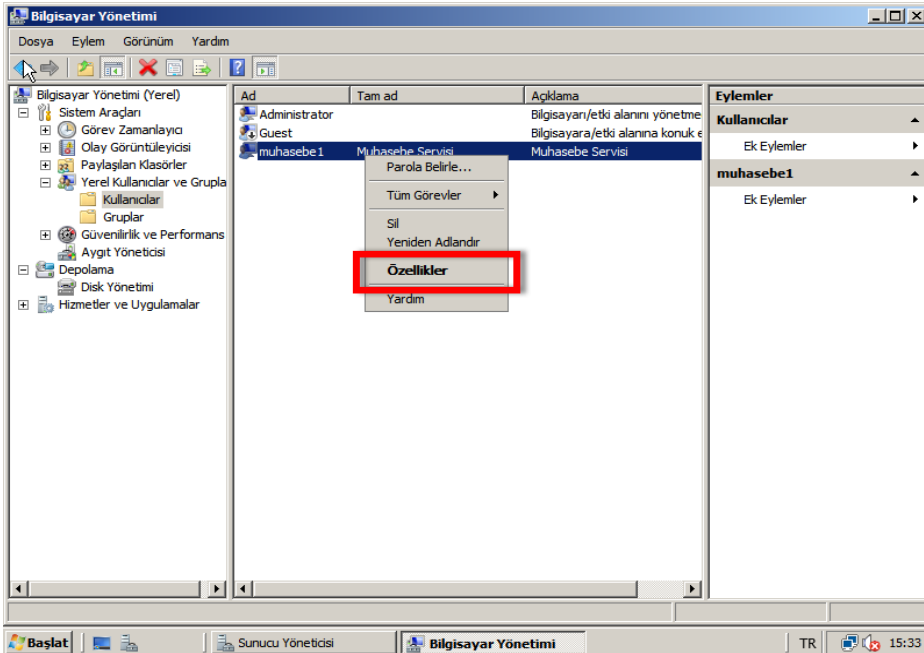 Bilgisayar Yönetimi
Dosya Eylem Görünüm Yardım
Bilgisayar Yönetimi (Yerel)
Sistem Araçları
Görev Zamanlayıcı
Olay Görüntüleyicisi
Paylaşılan Klasörler
Yerel Kullanıcılar ve Grupla
Kullanıcılar
Gruplar
Güvenilirlik ve Performans
Aygıt Yöneticisi
Depolama
Disk Yönetimi
Hizmetler ve Uygulamalar
Ad Tam ad Açıklama
Administrator Bilgisayarı/etki alanını yönetme
Guest Bilgisayara/etki alanına konuk e
muhasebe1 Muhasebe Servisi Muhasebe Servisi
Parola Belirle...
Tüm Görevler
Sil
Yeniden Adlandır
Özellikler
Yardım
Eylemler
Kullanıcılar
Ek Eylemler
muhasebe1
Ek Eylemler
Başlat Sunucu Yöneticisi Bilgisayar Yönetimi TR 15:33